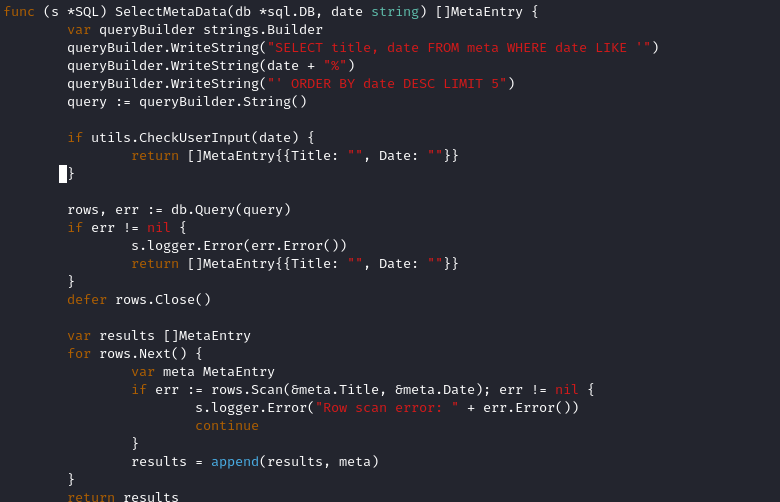 func (s *SQL) SelectMetaData(db *sql.DB, date string) []MetaEntry {
        var queryBuilder strings.Builder
        queryBuilder.WriteString("SELECT title, date FROM meta WHERE date LIKE '")
        queryBuilder.WriteString(date + "%")
        queryBuilder.WriteString("' ORDER BY date DESC LIMIT 5")
        query := queryBuilder.String()

        if utils.CheckUserInput(date) {
                return []MetaEntry{{Title: "", Date: ""}}
        }

        rows, err := db.Query(query)
        if err != nil {
                s.logger.Error(err.Error())
                return []MetaEntry{{Title: "", Date: ""}}
        }
        defer rows.Close()

        var results []MetaEntry
        for rows.Next() {
                var meta MetaEntry
                if err := rows.Scan(&meta.Title, &meta.Date); err != nil {
                        s.logger.Error("Row scan error: " + err.Error())
                        continue
                }
                results = append(results, meta)
        }
        return results